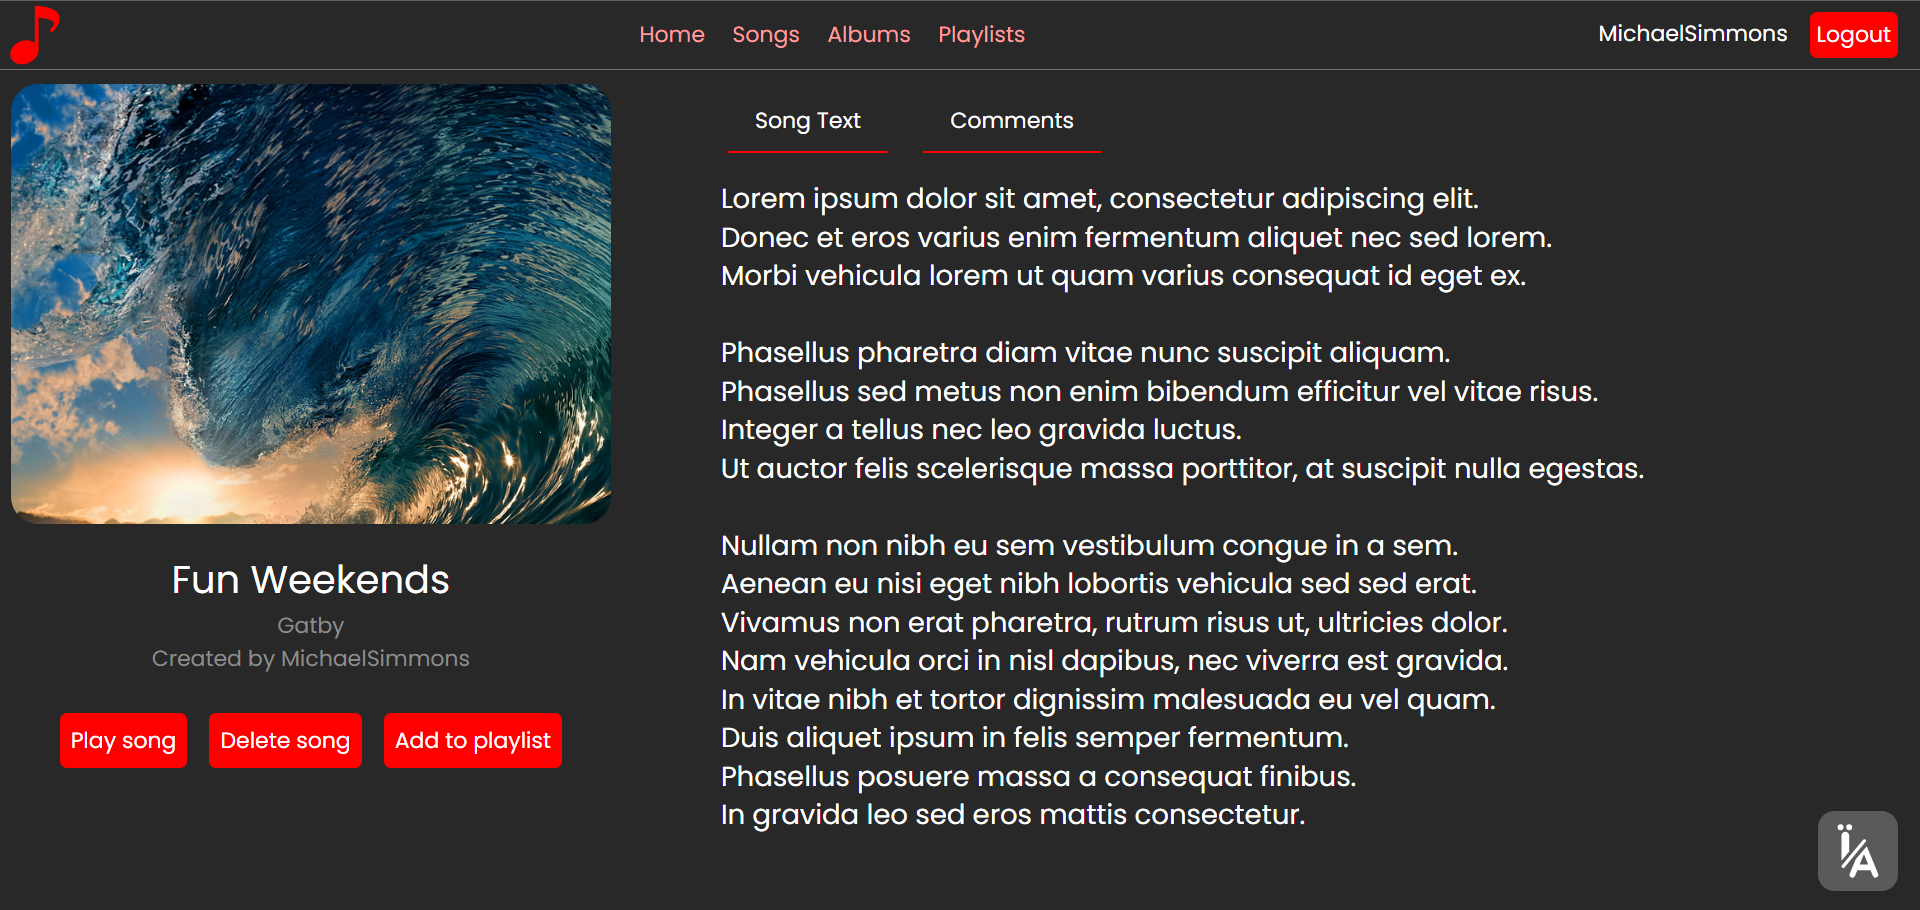 Home Songs Albums Playlists MichaelSimmons Logout
Song Text Comments
Lorem ipsum dolor sit amet, consectetur adipiscing elit.
Donec et eros varius enim fermentum aliquet nec sed lorem.
Morbi vehicula lorem ut quam varius consequat id eget ex.
Phasellus pharetra diam vitae nunc suscipit aliquam.
Phasellus sed metus non enim bibendum efficitur vel vitae risus.
Integer a tellus nec leo gravida luctus.
Ut auctor felis scelerisque massa porttitor, at suscipit nulla egestas.
Nullam non nibh eu sem vestibulum congue in a sem.
Aenean eu nisi eget nibh lobortis vehicula sed sed erat.
Vivamus non erat pharetra, rutrum risus ut, ultricies dolor.
Nam vehicula orci in nisl dapibus, nec viverra est gravida.
In vitae nibh et tortor dignissim malesuada eu vel quam.
Duis aliquet ipsum in felis semper fermentum.
Phasellus posuere massa a consequat finibus.
In gravida leo sed eros mattis consectetur.
Fun Weekends
Gatby
Created by MichaelSimmons
Play song Delete song Add to playlist
Ï/A